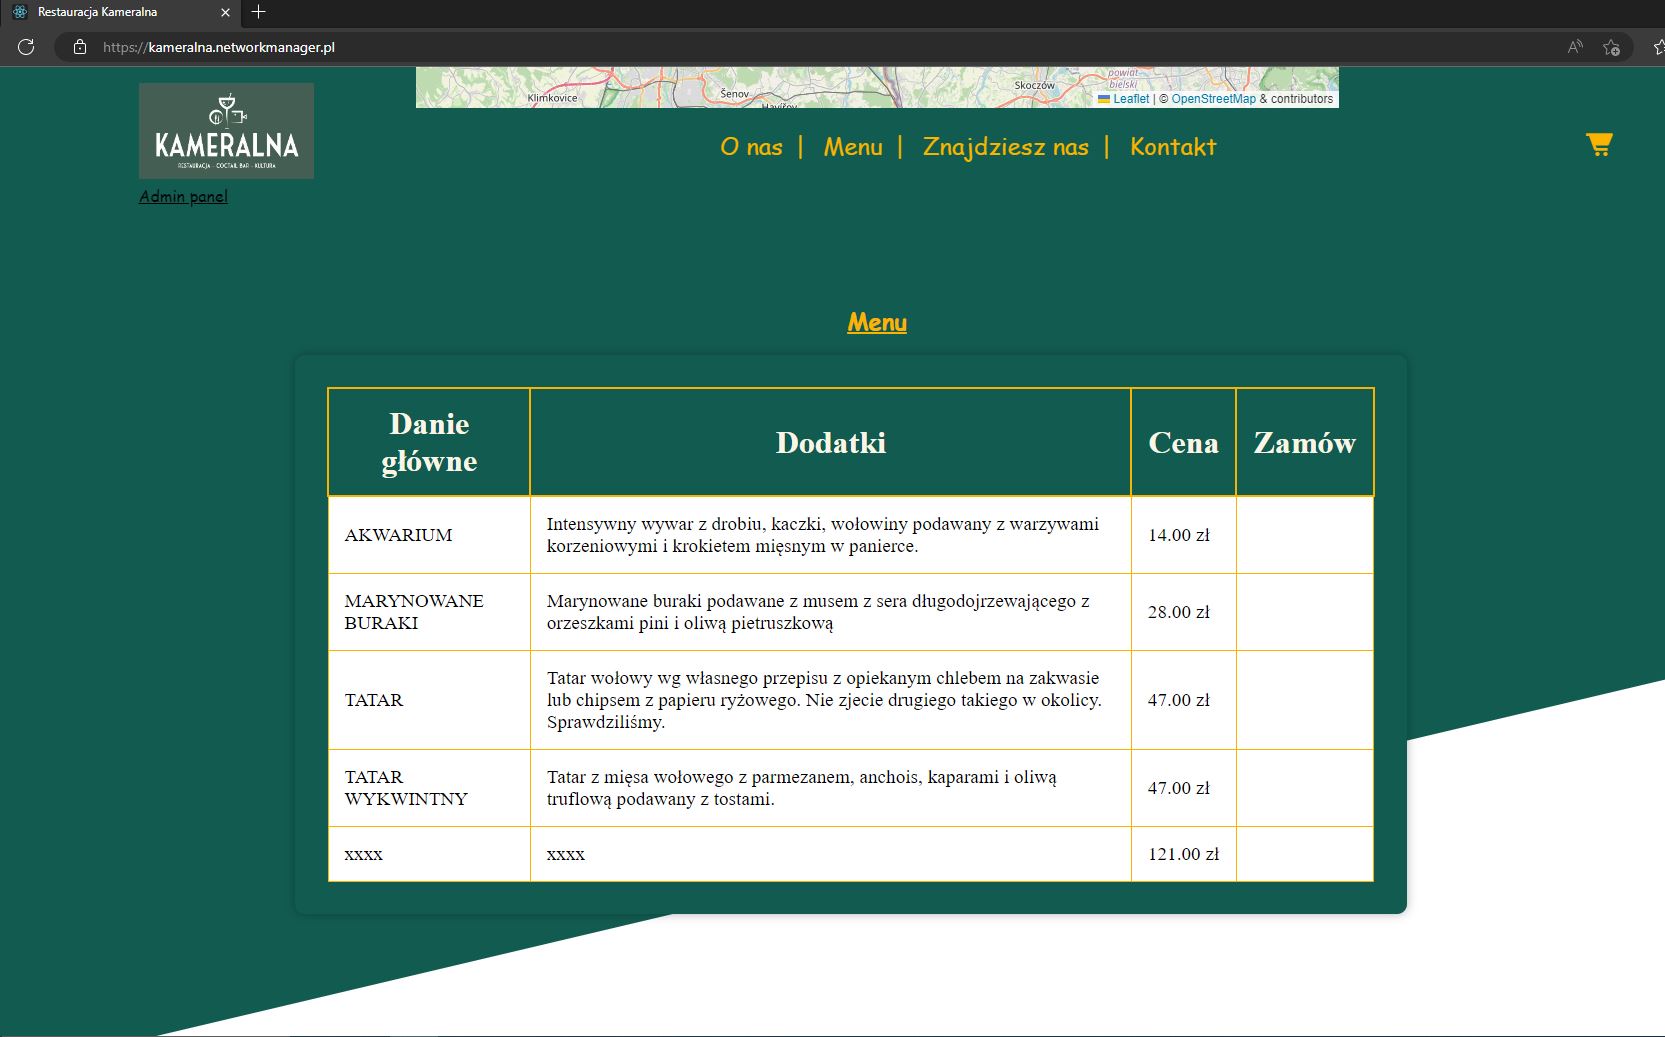 Restauracja Kameralna
https://kameralna.networkmanager.pl
Klimkovice
Šenov
Havířov
Skoczów
powiat
bielski
Leaflet | © OpenStreetMap & contributors
KAMERALNA
RESTAURACJA - COCTAIL BAR - KULTURA
O nas | Menu | Znajdziesz nas | Kontakt
Admin panel
Menu
Danie
główne
Dodatki
Cena
Zamów
AKWARIUM
Intensywny wywar z drobiu, kaczki, wołowiny podawany z warzywami
korzeniowymi i krokietem mięsnym w panierce.
14.00 zł
MARYNOWANE
BURAKI
Marynowane buraki podawane z musem z sera długodojrzewającego z
orzeszkami pini i oliwą pietruszkową
28.00 zł
TATAR
Tatar wołowy wg własnego przepisu z opiekanym chlebem na zakwasie
lub chipsem z papieru ryżowego. Nie zjecie drugiego takiego w okolicy.
Sprawdziliśmy.
47.00 zł
TATAR
WYKWINTNY
Tatar z mięsa wołowego z parmezanem, anchois, kaparami i oliwą
truflową podawany z tostami.
47.00 zł
xxxx
xxxx
121.00 zł